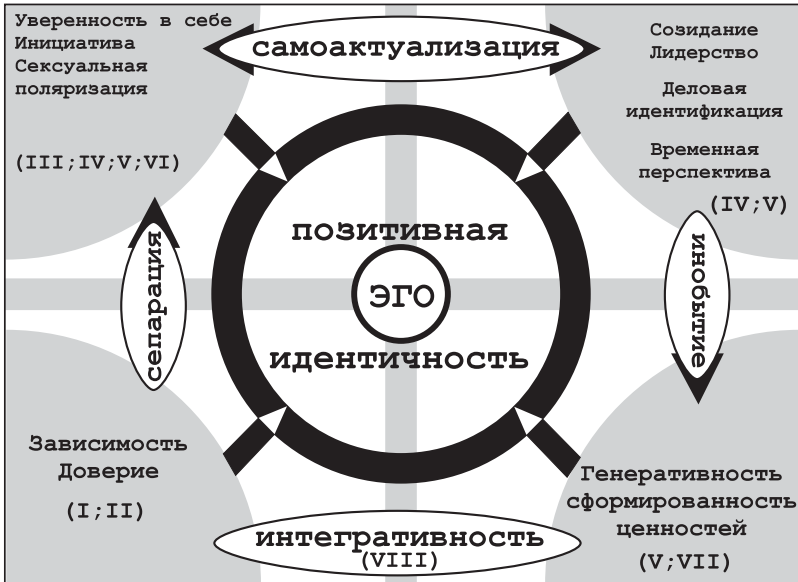 Уверенность в себе
Инициатива
Сексуальная
поляризация
(III;IV;V;VI)
самоактуализация
Созидание
Лидерство
Деловая
идентификация
Временная
перспектива
(IV;V)
сепарация
позитивная
эго
идентичность
инобытие
Зависимость
Доверие
(I;II)
интегративность
(VIII)
Генеративность
сформированность
ценностей
(V;VII)